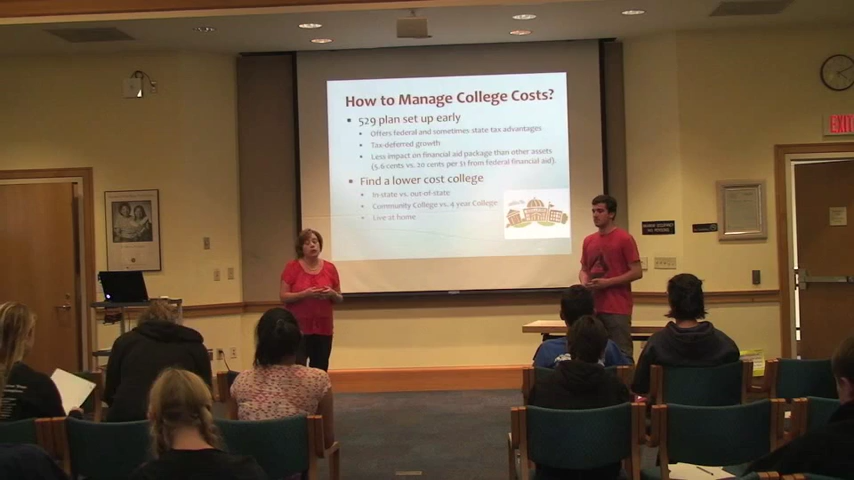 How to Manage College Costs?
▪ 529 plan set up early
▪ Offers federal and sometimes state tax advantages
▪ Tax-deferred growth
▪ Less impact on financial aid package than other assets
(5.6 cents vs. 20 cents per $1 from federal financial aid).
▪ Find a lower cost college
▪ In-state vs. out-of-state
▪ Community College vs. 4 year College
▪ Live at home
EXIT